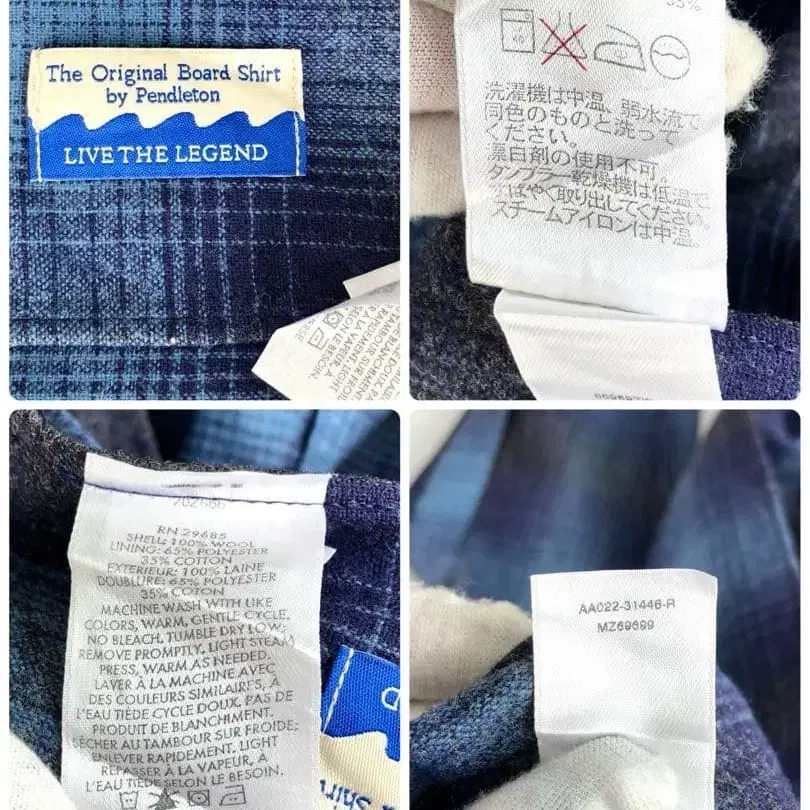 The Original Board Shirt
by Pendleton
LIVE THE LEGEND
35%
40
洗濯機は中温、弱水流で
同色のものと洗って
ください。
漂白剤の使用不可。
タンブラー乾燥機は低温で
すばやく取り出してください。
スチームアイロンは中温。
702566
RN 29685
SHELL: 100% WOOL
LINING: 65% POLYESTER
35% COTTON
EXTERIEUR: 100% LAINE
DOUBLURE: 65% POLYESTER
35% COTON
MACHINE WASH WITH LIKE
COLORS, WARM, GENTLE CYCLE.
NO BLEACH. TUMBLE DRY LOW,
REMOVE PROMPTLY. LIGHT STEAM
PRESS, WARM AS NEEDED.
LAVER À LA MACHINE AVEC
DES COULEURS SIMILAIRES, À
L'EAU TIÈDE CYCLE DOUX. PAS DE
PRODUIT DE BLANCHIMENT.
SÉCHER AU TAMBOUR SUR FROIDE;
ENLEVER RAPIDEMENT. LIGHT
REPASSER À LA VAPEUR, À
L'EAU TIÈDE SELON LE BESOIN.
Shirt
AA022-31446-R
MZ69699